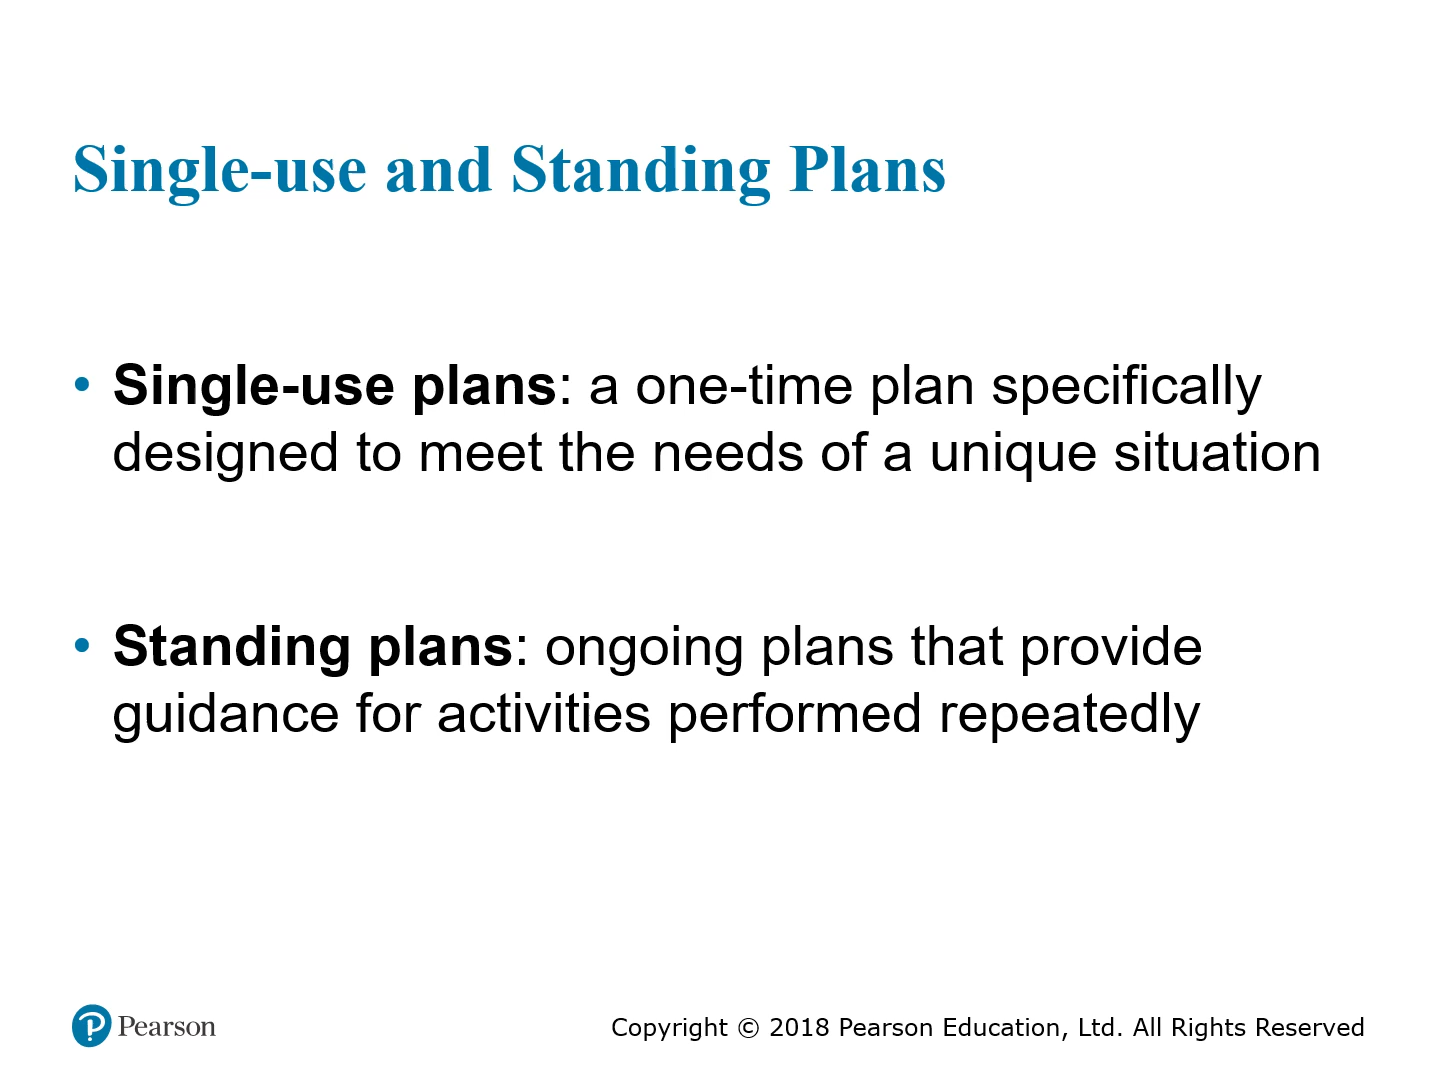 Single-use and Standing Plans
• Single-use plans: a one-time plan specifically
designed to meet the needs of a unique situation
• Standing plans: ongoing plans that provide
guidance for activities performed repeatedly
Pearson
Copyright © 2018 Pearson Education, Ltd. All Rights Reserved